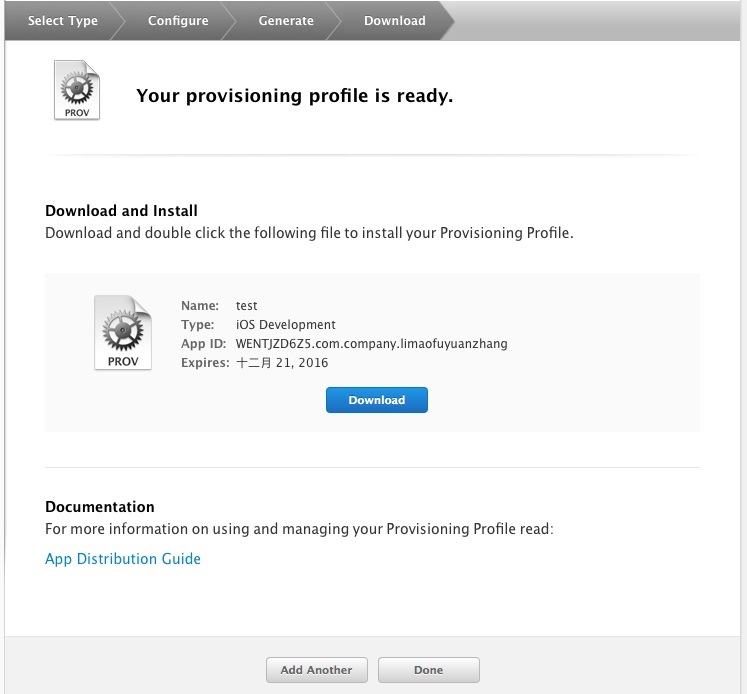 Select Type
Configure
Generate
Download
PROV
Your provisioning profile is ready.
Download and Install
Download and double click the following file to install your Provisioning Profile.
PROV
Name: test
Type: iOS Development
App ID: WENTJZD6Z5.com.company.limaofuyuanzhang
Expires: 十二月 21, 2016
Download
Documentation
For more information on using and managing your Provisioning Profile read:
App Distribution Guide
Add Another
Done